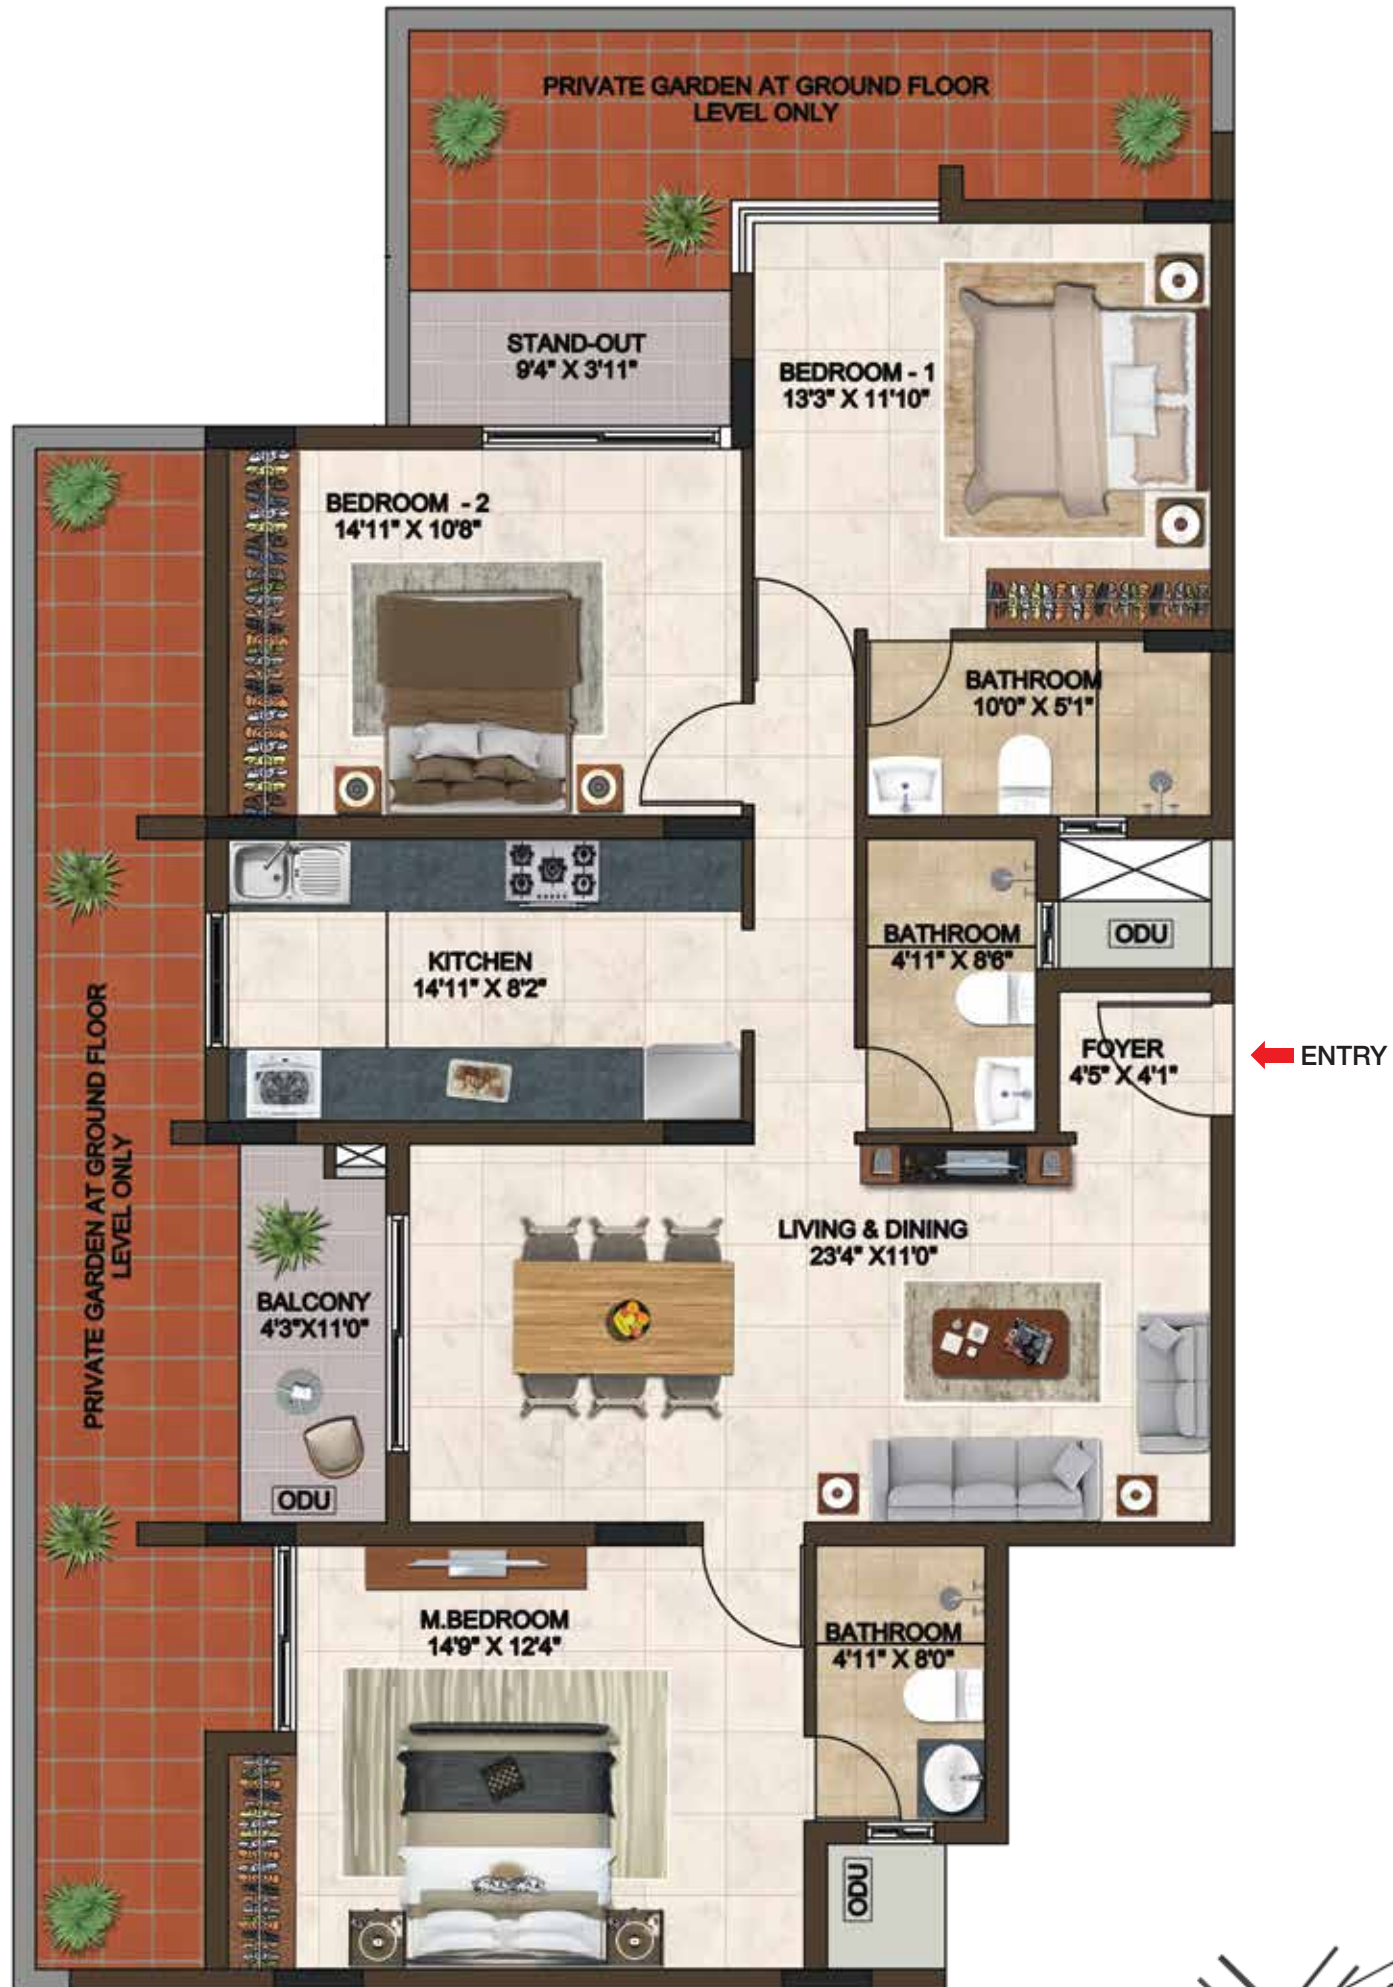 PRIVATE GARDEN AT GROUND FLOOR
LEVEL ONLY
STAND-OUT
9'4" X 3'11"
BEDROOM - 1
13'3" X 11'10"
BEDROOM - 2
14'11" X 10'8"
BATHROOM
10'0" X 5'1"
BATHROOM
4'11" X 8'6"
ODU
KITCHEN
14'11" X 8'2"
FOYER
4'5" X 4'1"
ENTRY
PRIVATE GARDEN AT GROUND FLOOR
LEVEL ONLY
LIVING & DINING
23'4" X11'0"
BALCONY
4'3"X11'0"
ODU
M.BEDROOM
14'9" X 12'4"
BATHROOM
4'11" X 8'0"
ODU